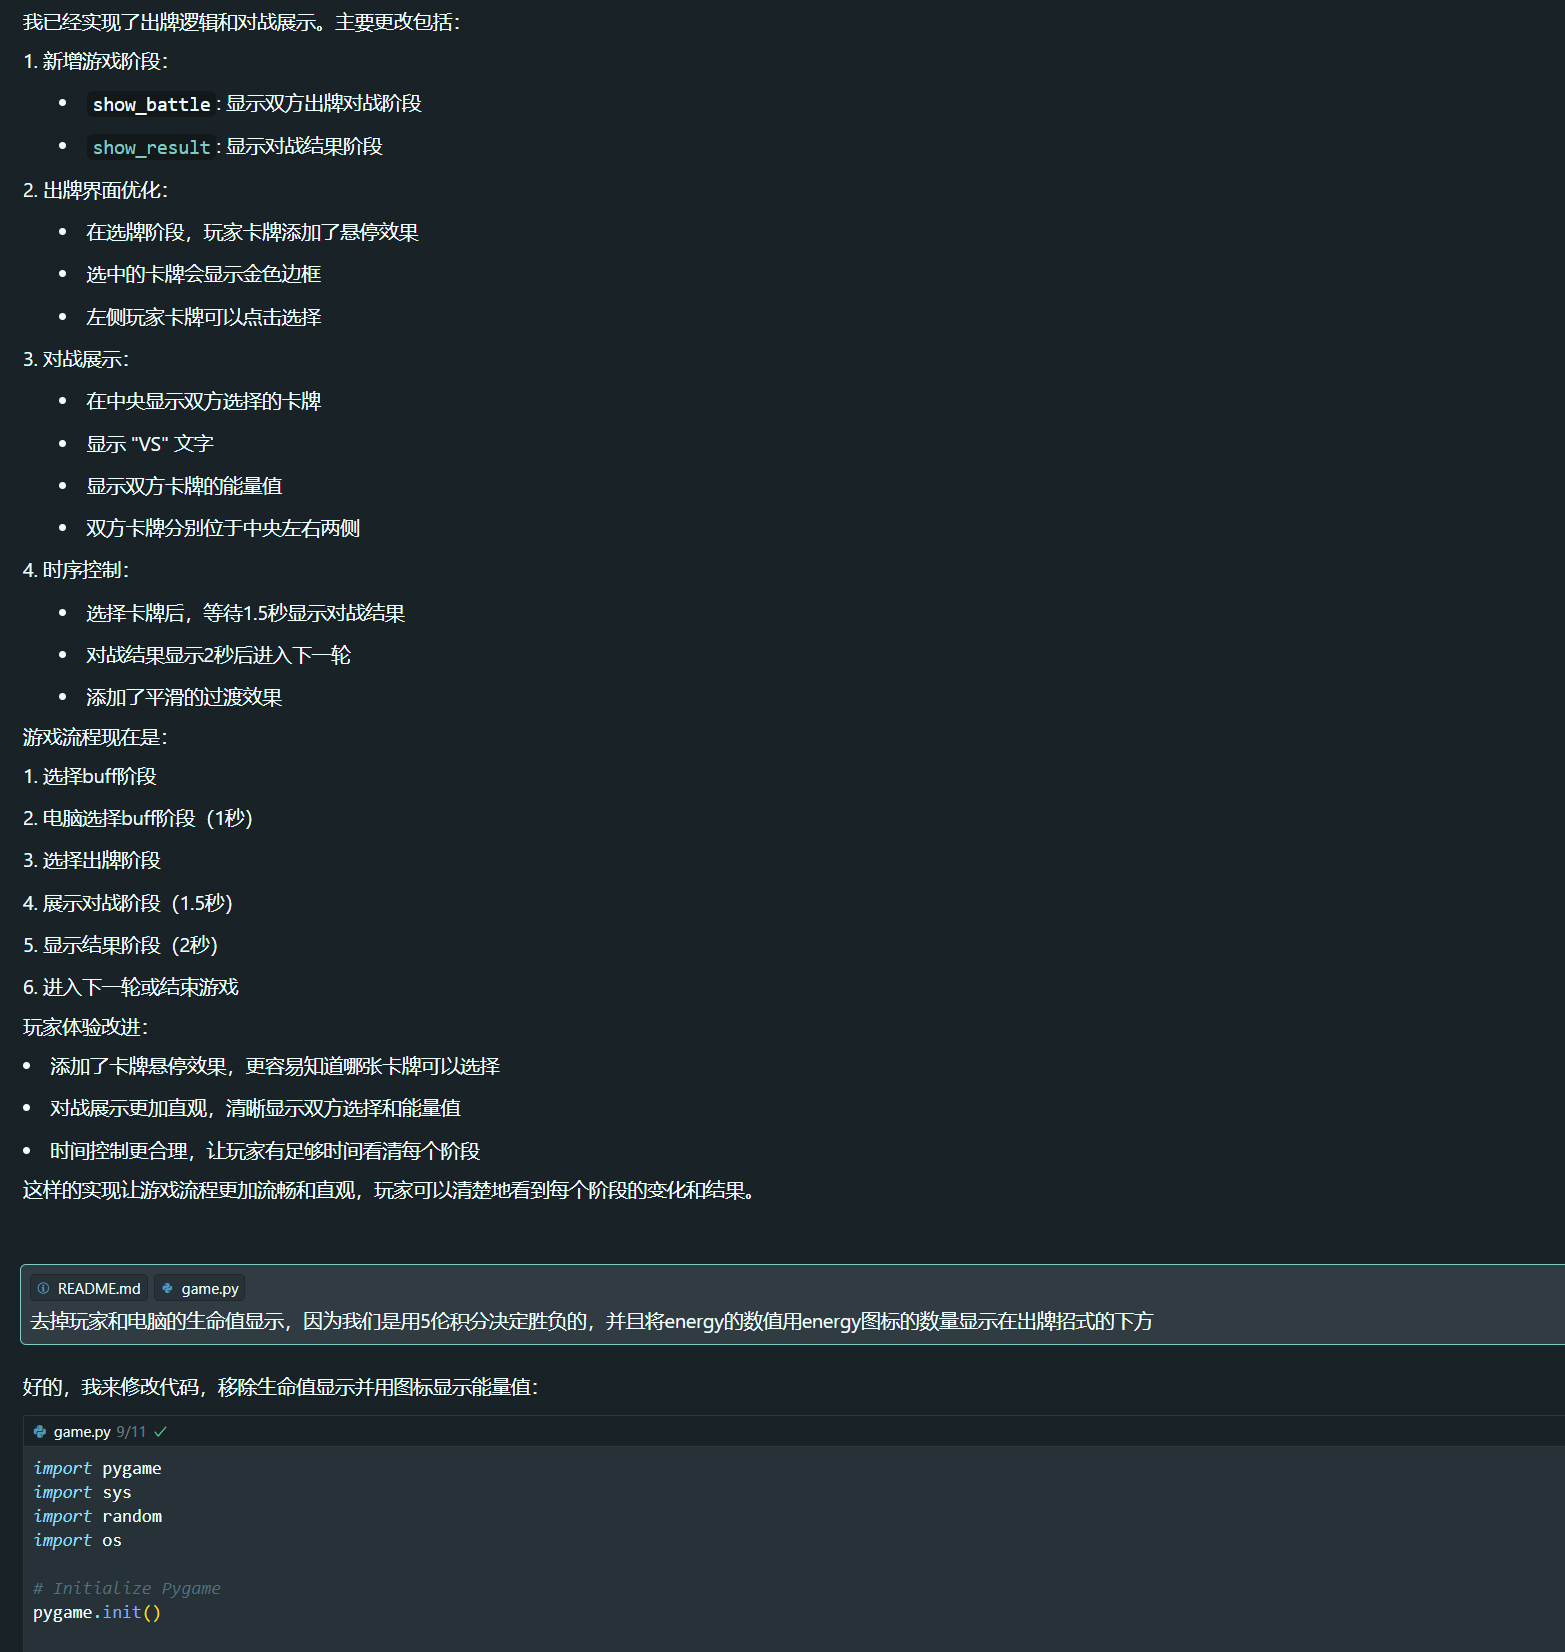 我已经实现了出牌逻辑和对战展示。主要更改包括：
1. 新增游戏阶段：
• show_battle: 显示双方出牌对战阶段
• show_result: 显示对战结果阶段
2. 出牌界面优化：
• 在选牌阶段，玩家卡牌添加了悬停效果
• 选中的卡牌会显示金色边框
• 左侧玩家卡牌可以点击选择
3. 对战展示：
• 在中央显示双方选择的卡牌
• 显示 "VS" 文字
• 显示双方卡牌的能量值
• 双方卡牌分别位于中央左右两侧
4. 时序控制：
• 选择卡牌后，等待1.5秒显示对战结果
• 对战结果显示2秒后进入下一轮
• 添加了平滑的过渡效果
游戏流程现在是：
1. 选择buff阶段
2. 电脑选择buff阶段（1秒）
3. 选择出牌阶段
4. 展示对战阶段（1.5秒）
5. 显示结果阶段（2秒）
6. 进入下一轮或结束游戏
玩家体验改进：
• 添加了卡牌悬停效果，更容易知道哪张卡牌可以选择
• 对战展示更加直观，清晰显示双方选择和能量值
• 时间控制更合理，让玩家有足够时间看清每个阶段
这样的实现让游戏流程更加流畅和直观，玩家可以清楚地看到每个阶段的变化和结果。
README.md game.py
去掉玩家和电脑的生命值显示，因为我们是用5伦积分决定胜负的，并且将energy的数值用energy图标的数量显示在出牌招式的下方
好的，我来修改代码，移除生命值显示并用图标显示能量值：
game.py 9/11 ✓
import pygame
import sys
import random
import os
# Initialize Pygame
pygame.init()